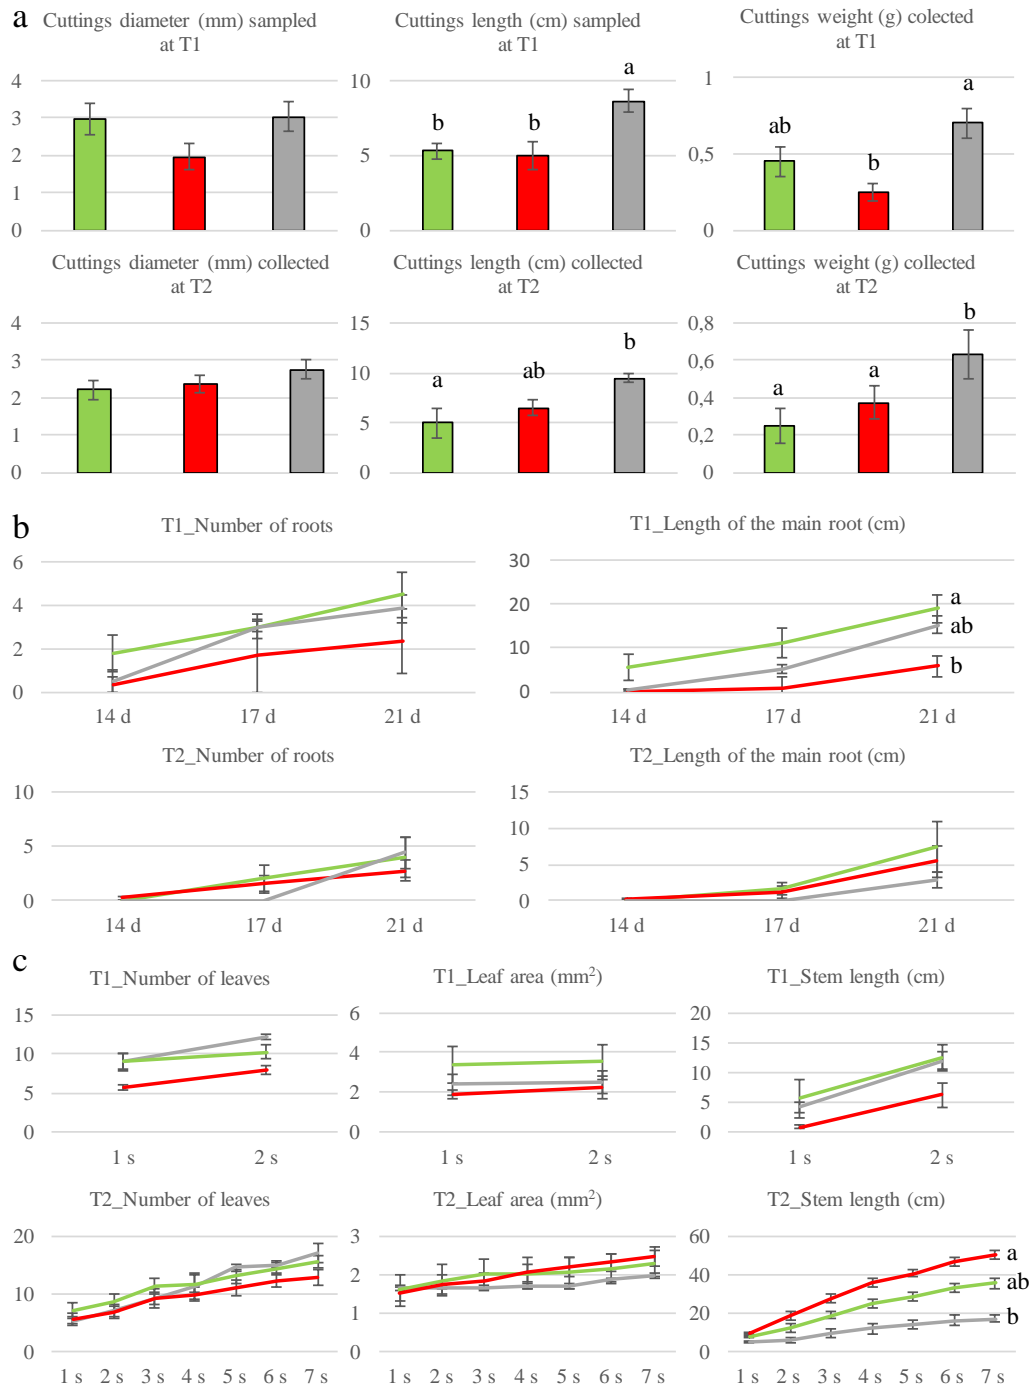 a
Cuttings diameter (mm) sampled
at T1
Cuttings length (cm) sampled
at T1
Cuttings weight (g) colected
at T1
4
3
2
1
0
10
5
0
b
b
a
1
0,5
0
ab
b
a
Cuttings diameter (mm) collected
at T2
Cuttings length (cm) collected
at T2
Cuttings weight (g) collected
at T2
4
3
2
1
0
15
10
5
0
a
ab
b
0,8
0,6
0,4
0,2
0
a
a
b
b
T1_Number of roots
T1_Length of the main root (cm)
6
4
2
0
14 d
17 d
21 d
30
20
10
0
a
ab
b
14 d
17 d
21 d
T2_Number of roots
T2_Length of the main root (cm)
10
5
0
14 d
17 d
21 d
15
10
5
0
14 d
17 d
21 d
c
T1_Number of leaves
T1_Leaf area (mm²)
T1_Stem length (cm)
15
10
5
0
1 s
2 s
6
4
2
0
1 s
2 s
20
15
10
5
0
1 s
2 s
T2_Number of leaves
T2_Leaf area (mm²)
T2_Stem length (cm)
20
10
0
1 s 2 s 3 s 4 s 5 s 6 s 7 s
3
2
1
0
1 s 2 s 3 s 4 s 5 s 6 s 7 s
60
40
20
0
a
ab
b
1 s 2 s 3 s 4 s 5 s 6 s 7 s